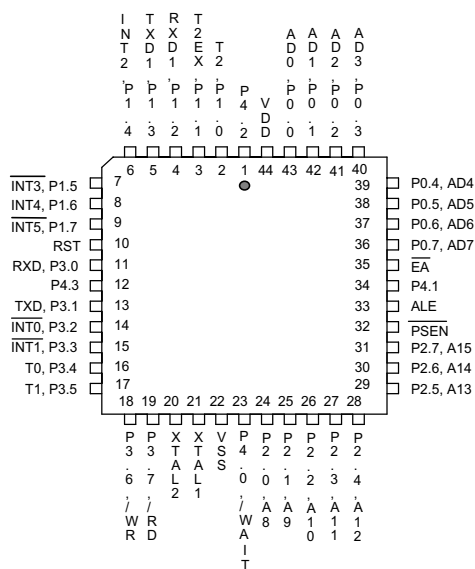 INT2, P1.4
TXD1, P1.3
RXD1, P1.2
T2EX, P1.1
T2, P1.0
P4.2
VDD
AD0, P0.0
AD1, P0.1
AD2, P0.2
AD3, P0.3
6 5 4 3 2 1 44 43 42 41 40
INT3, P1.5 7
INT4, P1.6 8
INT5, P1.7 9
RST 10
RXD, P3.0 11
P4.3 12
TXD, P3.1 13
INT0, P3.2 14
INT1, P3.3 15
T0, P3.4 16
T1, P3.5 17
39 P0.4, AD4
38 P0.5, AD5
37 P0.6, AD6
36 P0.7, AD7
35 EA
34 P4.1
33 ALE
32 PSEN
31 P2.7, A15
30 P2.6, A14
29 P2.5, A13
18 19 20 21 22 23 24 25 26 27 28
P3.6, /WR
P3.7, /RD
XTAL2
XTAL1
VSS
P4.0, /WAIT
P2.0, A8
P2.1, A9
P2.2, A10
P2.3, A11
P2.4, A12